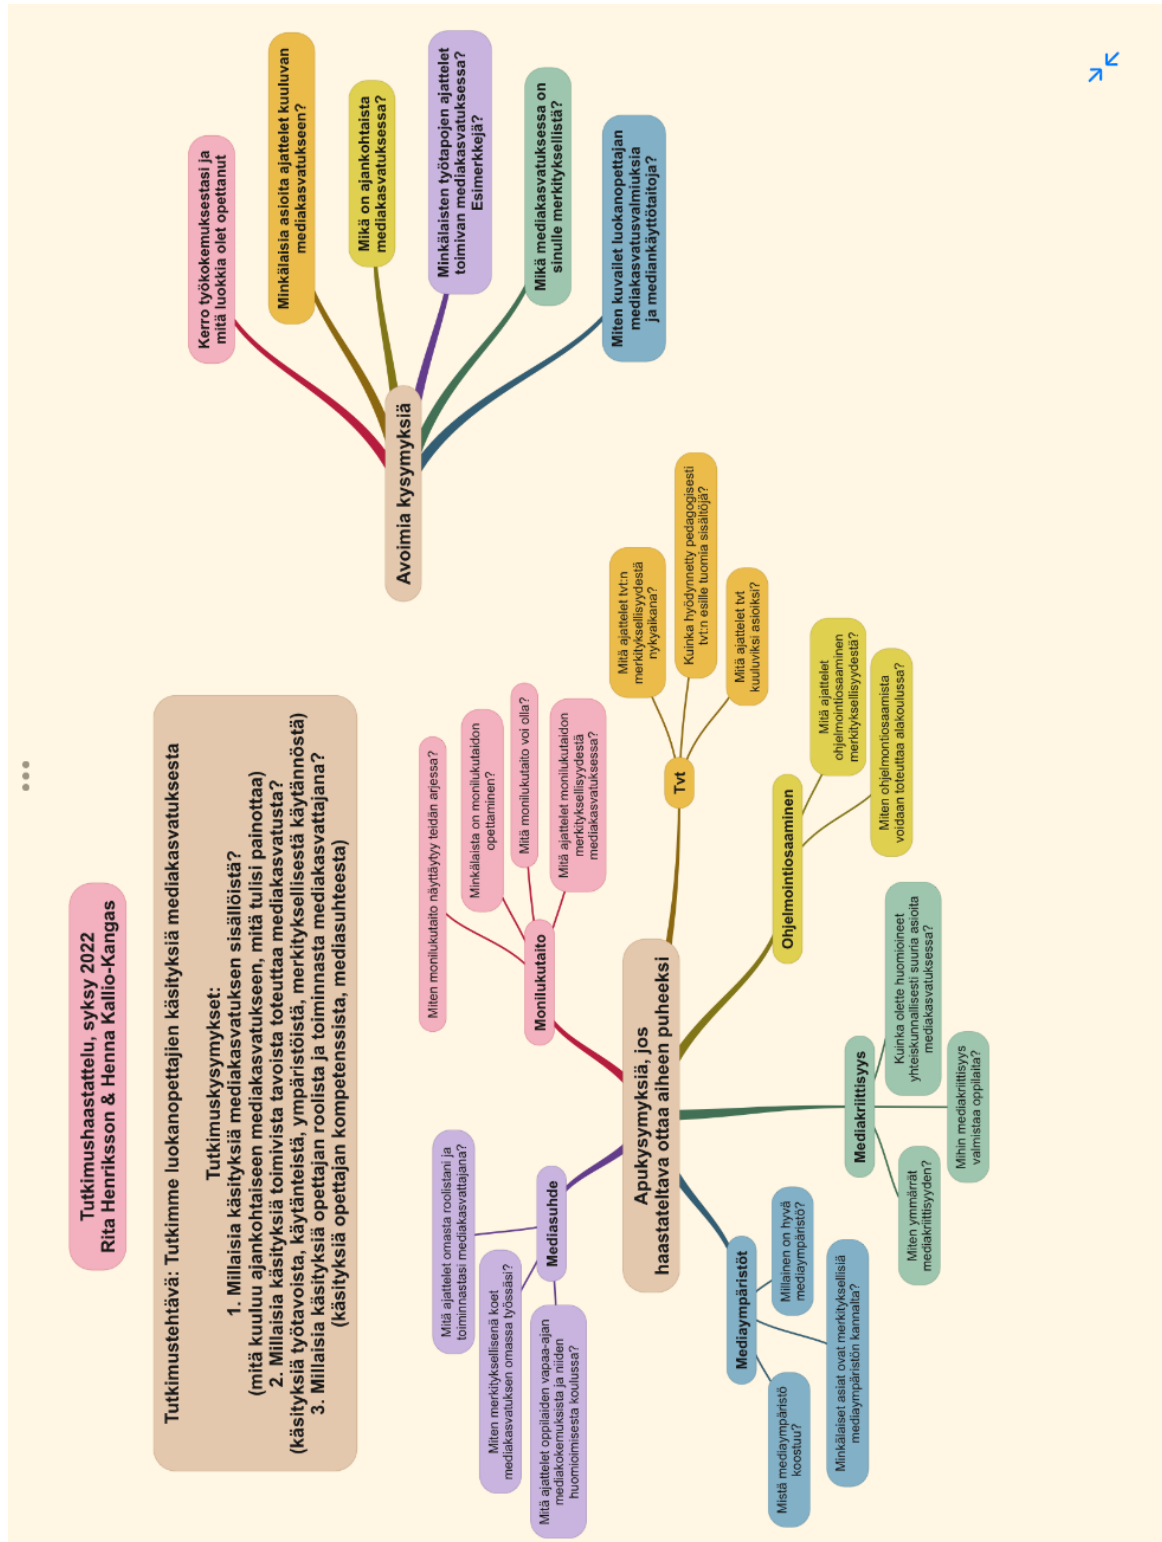 Tutkimushaastattelu, syksy 2022
Rita Henriksson & Henna Kallio-Kangas
Tutkimustehtävä: Tutkimme luokanopettajien käsityksiä mediakasvatuksesta
Tutkimuskysymykset:
1. Millaisia käsityksiä mediakasvatuksen sisällöistä?
(mitä kuuluu ajankohtaiseen mediakasvatukseen, mitä tulisi painottaa)
2. Millaisia käsityksiä toimivista tavoista toteuttaa mediakasvatusta?
(käsityksiä työtavoista, käytänteistä, ympäristöistä, merkityksellisestä käytännöstä)
3. Millaisia käsityksiä opettajan roolista ja toiminnasta mediakasvattajana?
(käsityksiä opettajan kompetenssista, mediasuhteesta)
Avoimia kysymyksiä
Kerro työkokemuksestasi ja
mitä luokkia olet opettanut
Minkälaisia asioita ajattelet kuuluvan
mediakasvatukseen?
Mikä on ajankohtaista
mediakasvatuksessa?
Minkälaisten työtapojen ajattelet
toimivan mediakasvatuksessa?
Esimerkkejä?
Mikä mediakasvatuksessa on
sinulle merkityksellistä?
Miten kuvailet luokanopettajan
mediakasvatusvalmiuksia
ja mediankäyttötaitoja?
Apukysymyksiä, jos
haastateltava ottaa aiheen puheeksi
Mediasuhde
Mitä ajattelet omasta roolistani ja
toiminnastasi mediakasvattajana?
Miten merkityksellisenä koet
mediakasvatuksen omassa työssäsi?
Mitä ajattelet oppilaiden vapaa-ajan
mediakokemuksista ja niiden
huomioimisesta koulussa?
Monilukutaito
Miten monilukutaito näyttäytyy teidän arjessa?
Minkälaista on monilukutaidon
opettaminen?
Mitä monilukutaito voi olla?
Mitä ajattelet monilukutaidon
merkityksellisyydestä
mediakasvatuksessa?
Tvt
Mitä ajattelet tvt:n
merkityksellisyydestä
nykyaikana?
Kuinka hyödynnetty pedagogisesti
tvt:n esille tuomia sisältöjä?
Mitä ajattelet tvt
kuuluviksi asioiksi?
Ohjelmointiosaaminen
Mitä ajattelet
ohjelmointiosaaminen
merkityksellisyydestä?
Miten ohjelmontiosaamista
voidaan toteuttaa alakoulussa?
Mediakriittisyys
Kuinka olette huomioineet
yhteiskunnallisesti suuria asioita
mediakasvatuksessa?
Mihin mediakriittisyys
valmistaa oppilaita?
Miten ymmärrät
mediakriittisyyden?
Mediaympäristöt
Millainen on hyvä
mediaympäristö?
Minkälaiset asiat ovat merkityksellisiä
mediaympäristön kannalta?
Mistä mediaympäristö
koostuu?